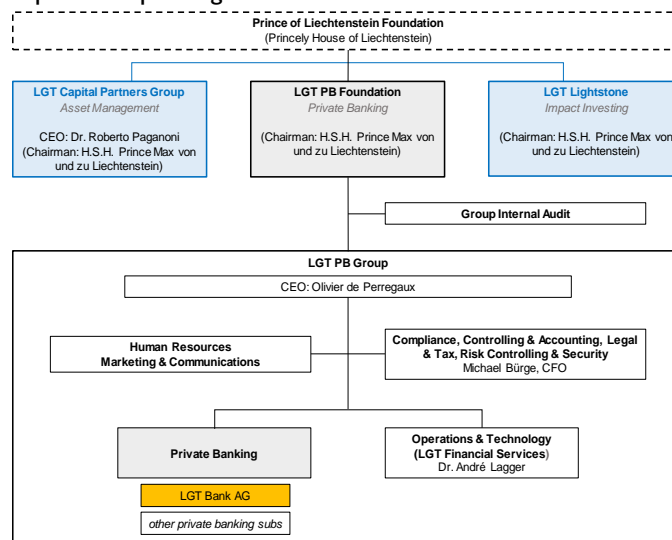 Prince of Liechtenstein Foundation
(Princely House of Liechtenstein)
LGT Capital Partners Group
Asset Management
CEO: Dr. Roberto Paganoni
(Chairman: H.S.H. Prince Max von
und zu Liechtenstein)
LGT PB Foundation
Private Banking
(Chairman: H.S.H. Prince Max von
und zu Liechtenstein)
LGT Lightstone
Impact Investing
(Chairman: H.S.H. Prince Max von
und zu Liechtenstein)
Group Internal Audit
LGT PB Group
CEO: Olivier de Perregaux
Human Resources
Marketing & Communications
Compliance, Controlling & Accounting, Legal
& Tax, Risk Controlling & Security
Michael Bürge, CFO
Private Banking
LGT Bank AG
other private banking subs
Operations & Technology
(LGT Financial Services)
Dr. André Lagger